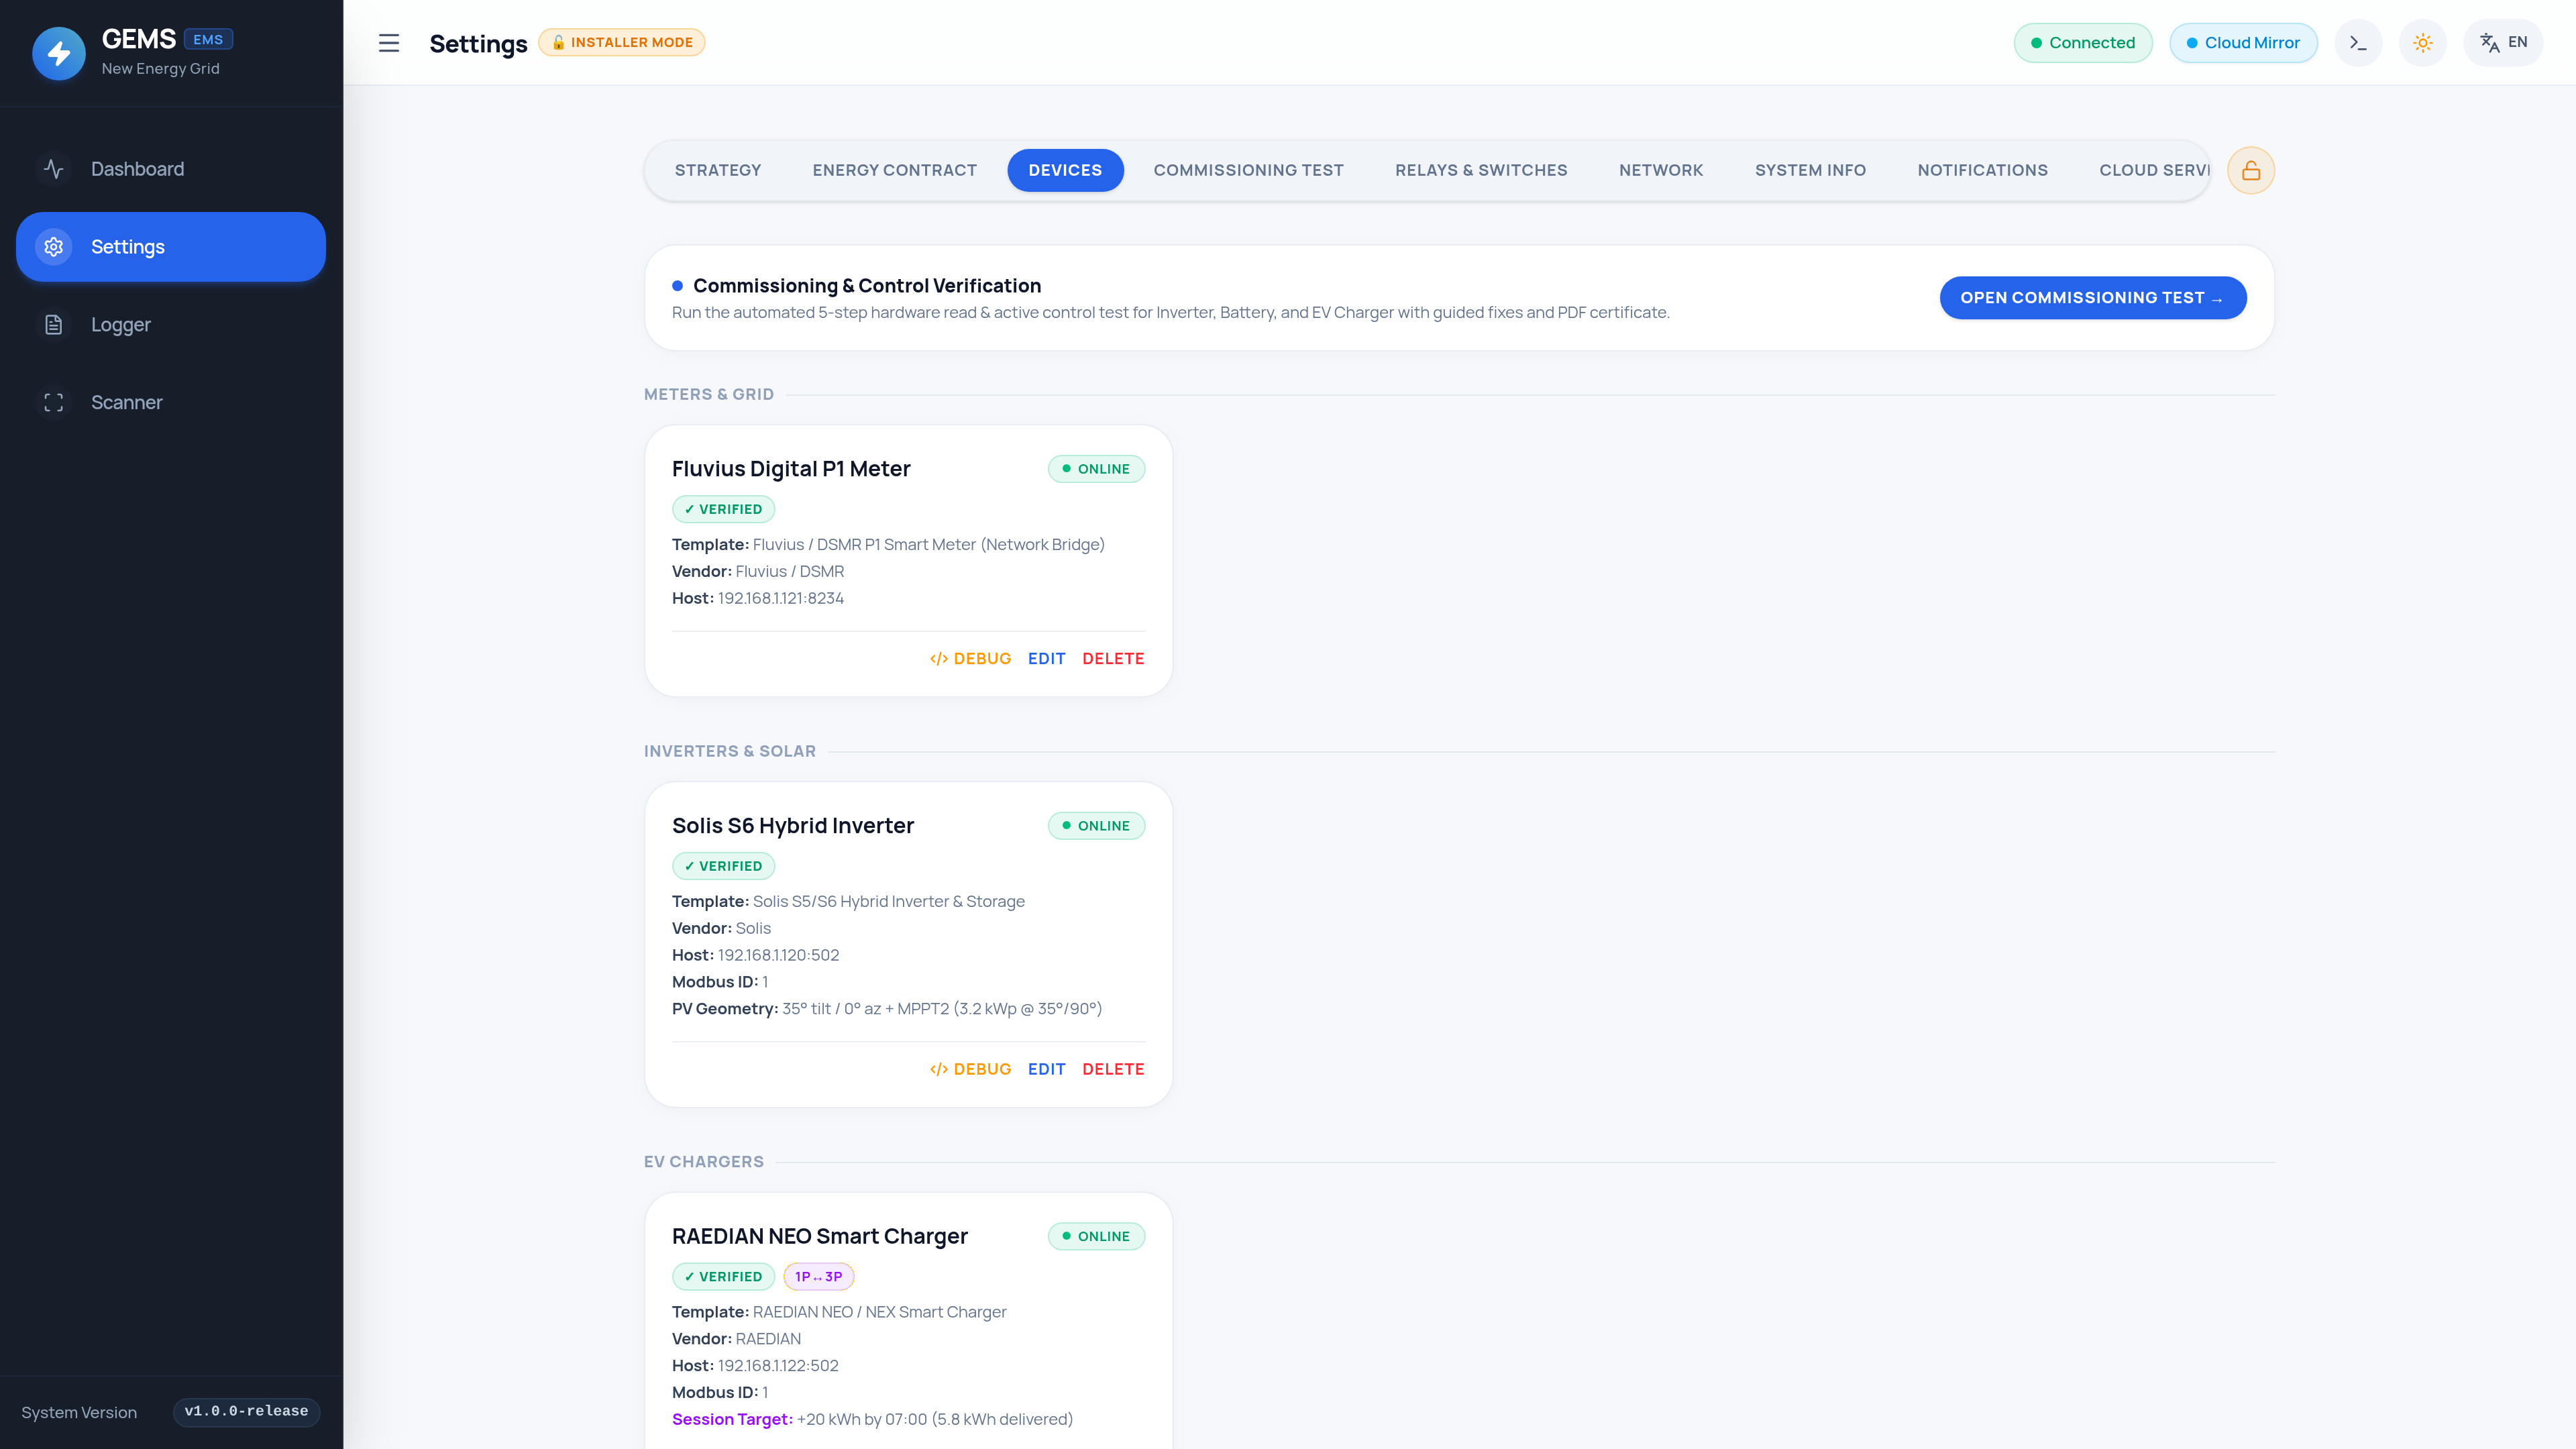 GEMS EMS
New Energy Grid
Dashboard
Settings
Logger
Scanner
System Version v1.0.0-release
Settings 🔓 INSTALLER MODE
Connected
Cloud Mirror
EN
STRATEGY
ENERGY CONTRACT
DEVICES
COMMISSIONING TEST
RELAYS & SWITCHES
NETWORK
SYSTEM INFO
NOTIFICATIONS
CLOUD SERVI
Commissioning & Control Verification
Run the automated 5-step hardware read & active control test for Inverter, Battery, and EV Charger with guided fixes and PDF certificate.
OPEN COMMISSIONING TEST →
METERS & GRID
Fluvius Digital P1 Meter
ONLINE
✓ VERIFIED
Template: Fluvius / DSMR P1 Smart Meter (Network Bridge)
Vendor: Fluvius / DSMR
Host: 192.168.1.121:8234
</> DEBUG EDIT DELETE
INVERTERS & SOLAR
Solis S6 Hybrid Inverter
ONLINE
✓ VERIFIED
Template: Solis S5/S6 Hybrid Inverter & Storage
Vendor: Solis
Host: 192.168.1.120:502
Modbus ID: 1
PV Geometry: 35° tilt / 0° az + MPPT2 (3.2 kWp @ 35°/90°)
</> DEBUG EDIT DELETE
EV CHARGERS
RAEDIAN NEO Smart Charger
ONLINE
✓ VERIFIED 1P↔3P
Template: RAEDIAN NEO / NEX Smart Charger
Vendor: RAEDIAN
Host: 192.168.1.122:502
Modbus ID: 1
Session Target: +20 kWh by 07:00 (5.8 kWh delivered)